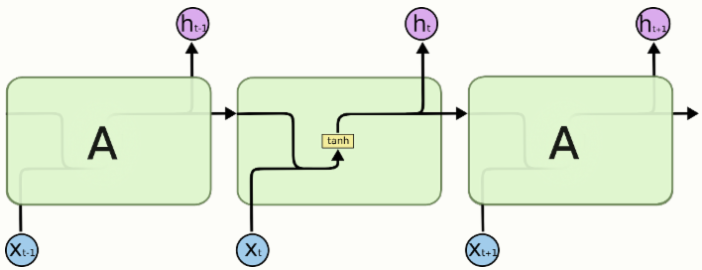 hₜ₋₁ hₜ hₜ₊₁
A tanh A
xₜ₋₁ xₜ xₜ₊₁